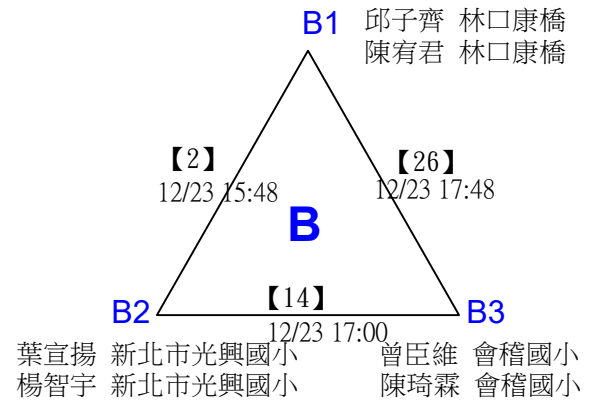 B1 邱子齊 林口康橋
陳宥君 林口康橋
【2】
12/23 15:48
【26】
12/23 17:48
B
【14】
12/23 17:00
B2
B3
葉宣揚 新北市光興國小
楊智宇 新北市光興國小
曾臣維 會稽國小
陳琦霖 會稽國小